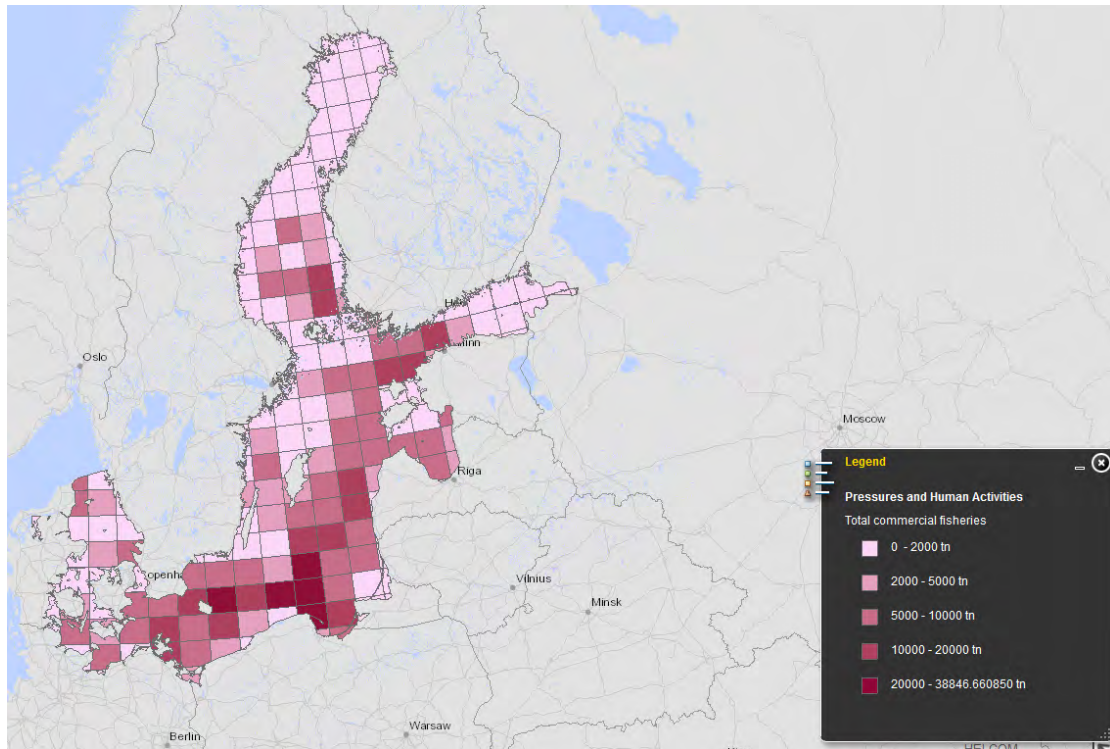 Oslo
Moscow
Riga
Vilnius
Minsk
Warsaw
Berlin
Legend
Pressures and Human Activities
Total commercial fisheries
0 - 2000 tn
2000 - 5000 tn
5000 - 10000 tn
10000 - 20000 tn
20000 - 38846.660850 tn